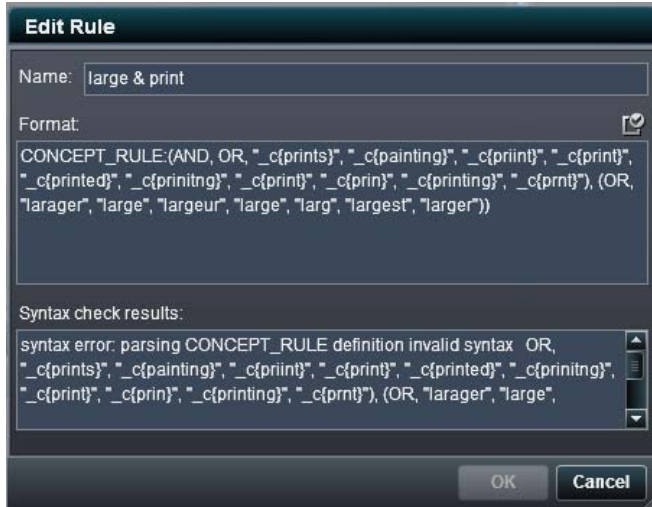 Edit Rule
Name: large & print
Format:
CONCEPT_RULE:(AND, OR, "_c{prints}", "_c{painting}", "_c{priint}", "_c{print}",
"_c{printed}", "_c{prinitng}", "_c{print}", "_c{prin}", "_c{printing}", "_c{prnt}"), (OR,
"larager", "large", "largeur", "large", "larg", "largest", "larger"))
Syntax check results:
syntax error: parsing CONCEPT_RULE definition invalid syntax OR,
"_c{prints}", "_c{painting}", "_c{priint}", "_c{print}", "_c{printed}", "_c{prinitng}",
"_c{print}", "_c{prin}", "_c{printing}", "_c{prnt}"), (OR, "larager", "large",
OK Cancel